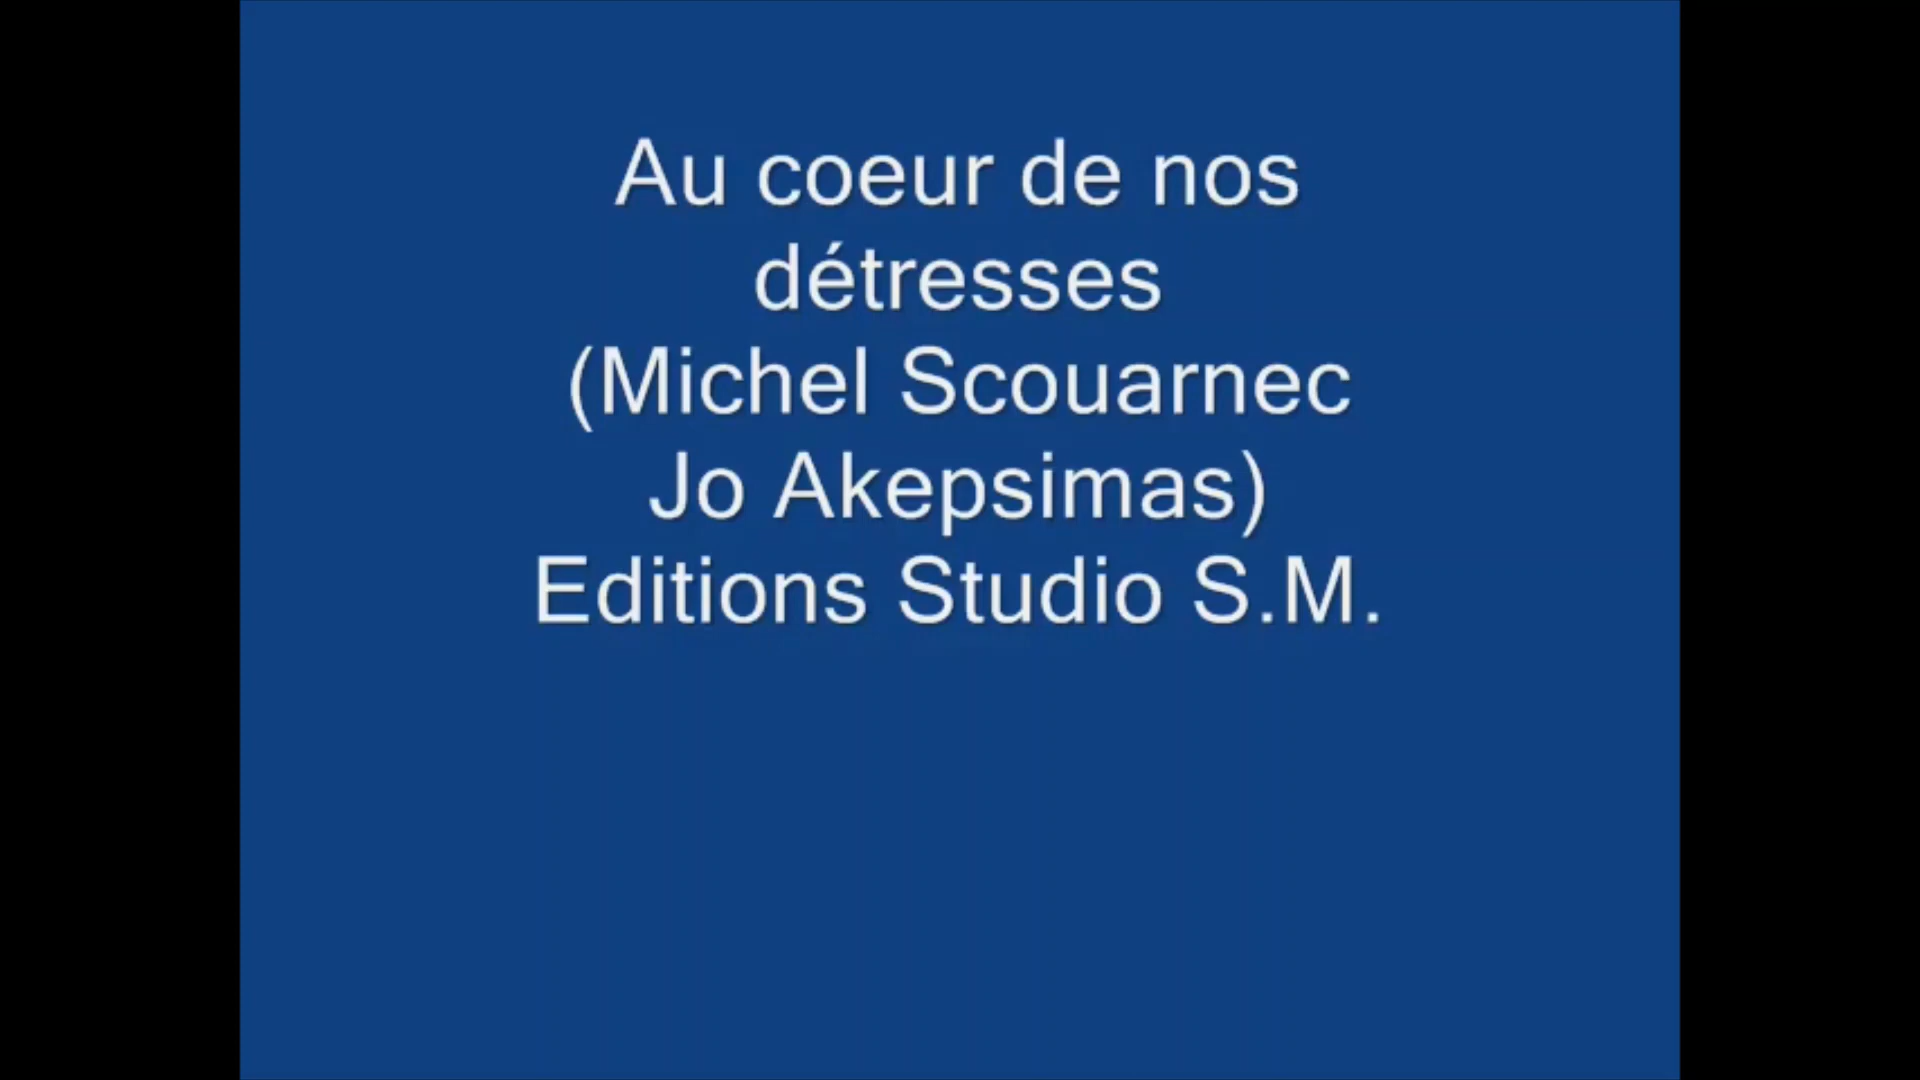 Au coeur de nos
détresses
(Michel Scouarnec
Jo Akepsimas)
Editions Studio S.M.